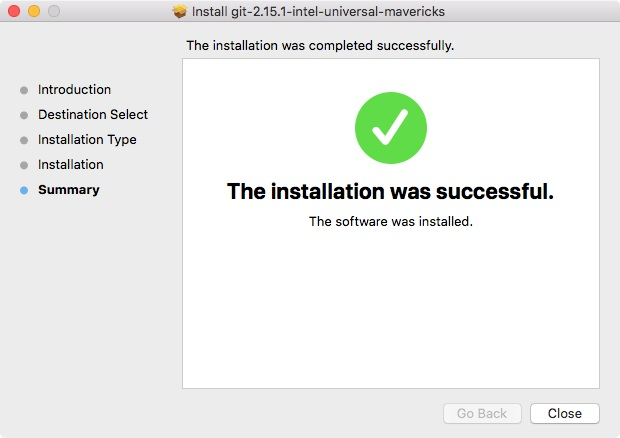 Install git-2.15.1-intel-universal-mavericks
The installation was completed successfully.
Introduction
Destination Select
Installation Type
Installation
Summary
The installation was successful.
The software was installed.
Go Back
Close